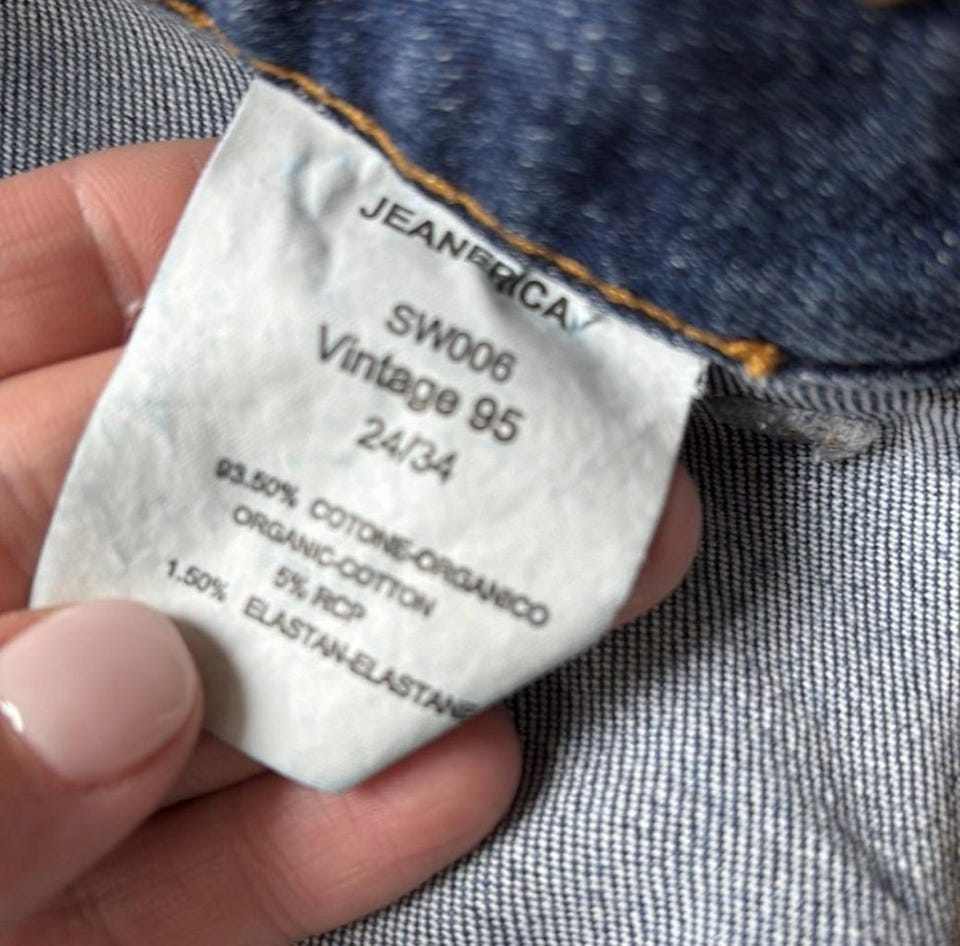 JEANERICA
SW006
Vintage 95
24/34
93.50% COTONE-ORGANICO
ORGANIC-COTTON
5% RCP
1.50% ELASTAN-ELASTANE